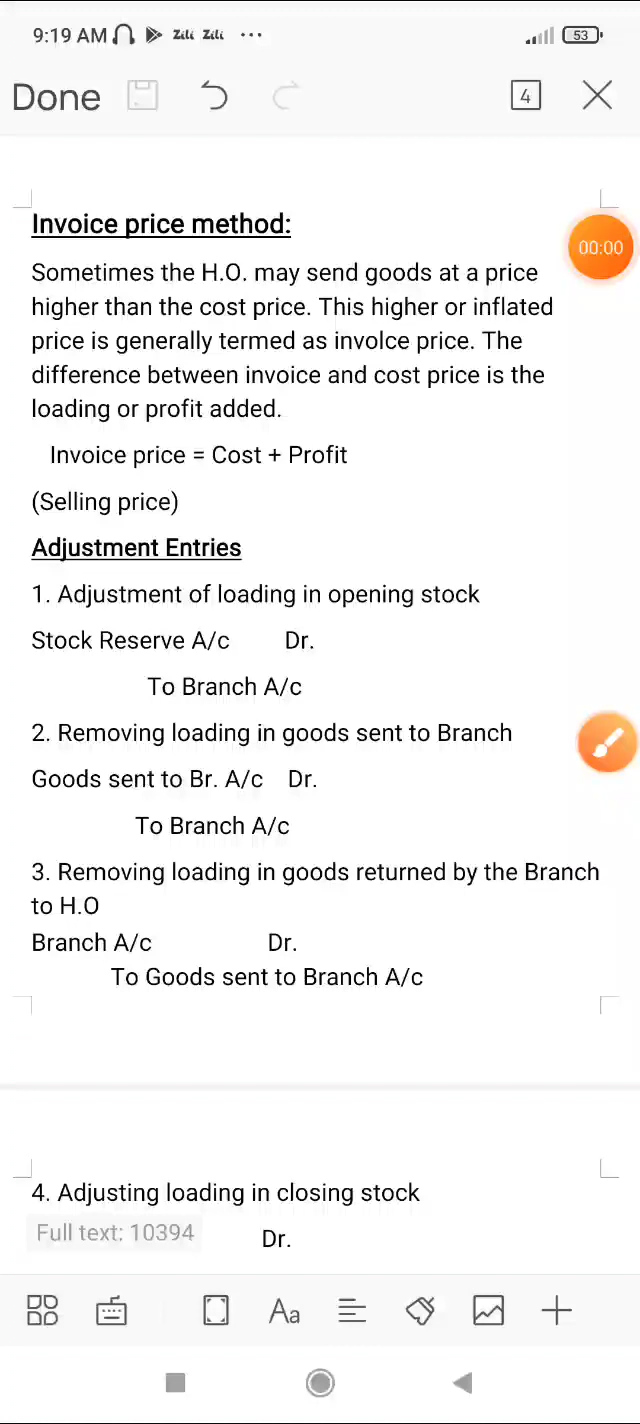 9:19 AM Zili Zili ... 53
Done 4
Invoice price method:
00:00
Sometimes the H.O. may send goods at a price
higher than the cost price. This higher or inflated
price is generally termed as involce price. The
difference between invoice and cost price is the
loading or profit added.
Invoice price = Cost + Profit
(Selling price)
Adjustment Entries
1. Adjustment of loading in opening stock
Stock Reserve A/c Dr.
To Branch A/c
2. Removing loading in goods sent to Branch
Goods sent to Br. A/c Dr.
To Branch A/c
3. Removing loading in goods returned by the Branch
to H.O
Branch A/c Dr.
To Goods sent to Branch A/c
4. Adjusting loading in closing stock
Full text: 10394 Dr.
Aa